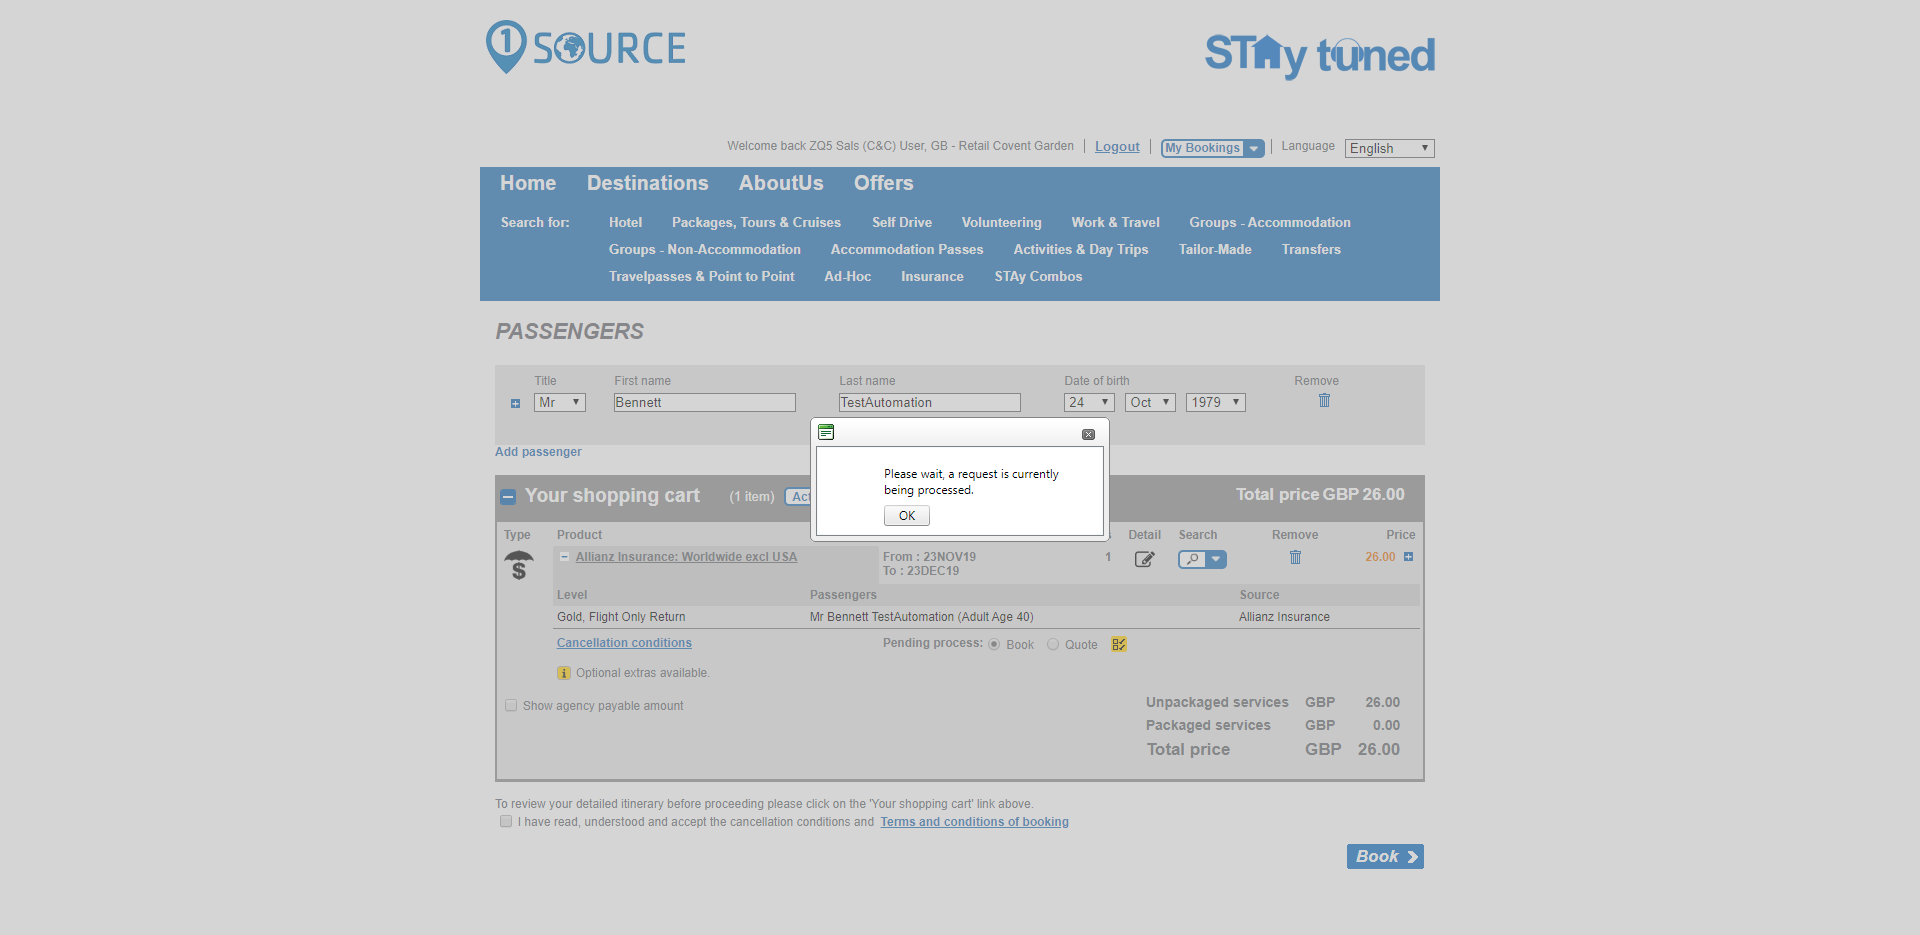 1 SOURCE
STAy tuned
Welcome back ZQ5 Sals (C&C) User, GB - Retail Covent Garden
Logout
My Bookings
Language
English
Home Destinations AboutUs Offers
Search for: Hotel Packages, Tours & Cruises Self Drive Volunteering Work & Travel Groups - Accommodation
Groups - Non-Accommodation Accommodation Passes Activities & Day Trips Tailor-Made Transfers
Travelpasses & Point to Point Ad-Hoc Insurance STAy Combos
PASSENGERS
Title First name Last name Date of birth Remove
Mr Bennett TestAutomation 24 Oct 1979
Add passenger
Please wait, a request is currently
being processed.
OK
Your shopping cart (1 item) Total price GBP 26.00
Type Product Detail Search Remove Price
Allianz Insurance: Worldwide excl USA From : 23NOV19 1 26.00
To : 23DEC19
Level Passengers Source
Gold, Flight Only Return Mr Bennett TestAutomation (Adult Age 40) Allianz Insurance
Cancellation conditions Pending process: Book Quote
Optional extras available.
Show agency payable amount
Unpackaged services GBP 26.00
Packaged services GBP 0.00
Total price GBP 26.00
To review your detailed itinerary before proceeding please click on the 'Your shopping cart' link above.
I have read, understood and accept the cancellation conditions and Terms and conditions of booking
Book